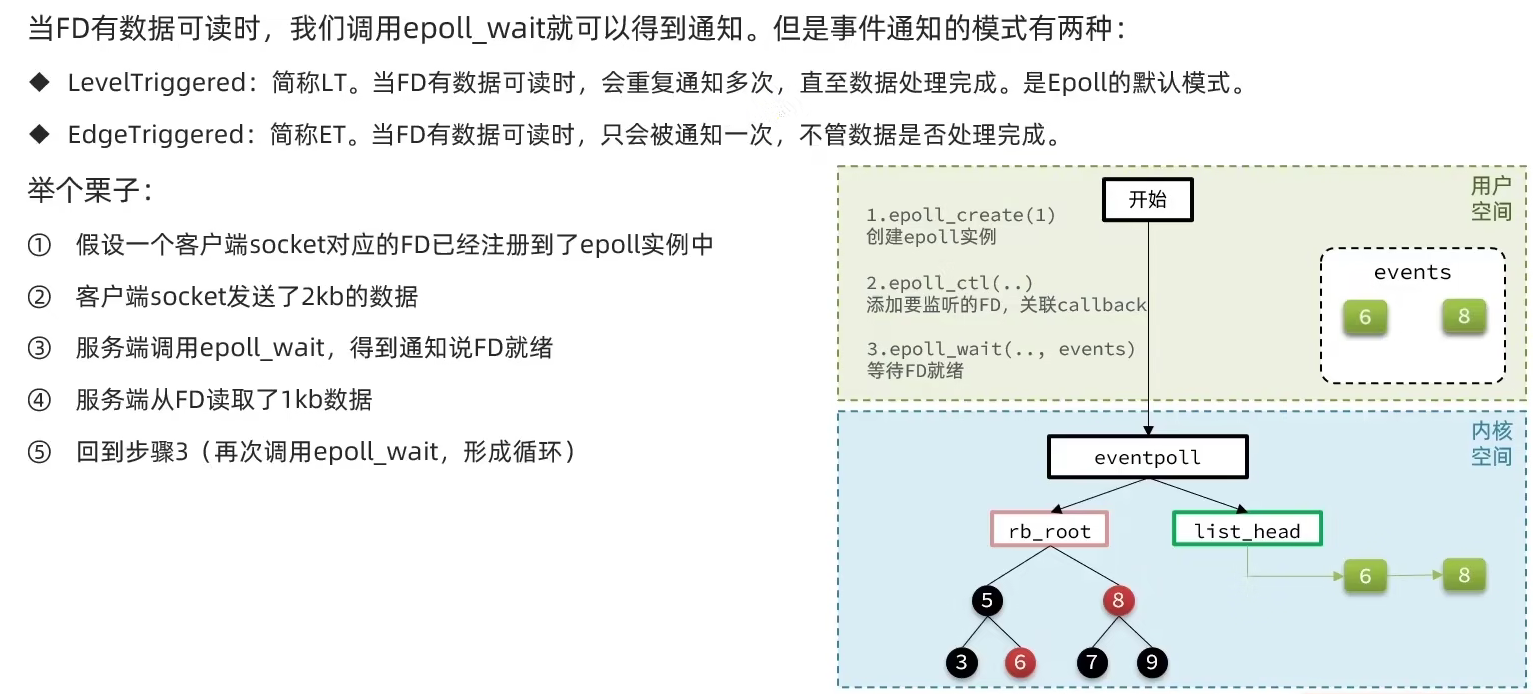 当FD有数据可读时，我们调用epoll_wait就可以得到通知。但是事件通知的模式有两种：
◆ LevelTriggered：简称LT。当FD有数据可读时，会重复通知多次，直至数据处理完成。是Epoll的默认模式。
◆ EdgeTriggered：简称ET。当FD有数据可读时，只会被通知一次，不管数据是否处理完成。
举个栗子：
① 假设一个客户端socket对应的FD已经注册到了epoll实例中
② 客户端socket发送了2kb的数据
③ 服务端调用epoll_wait，得到通知说FD就绪
④ 服务端从FD读取了1kb数据
⑤ 回到步骤3（再次调用epoll_wait，形成循环）
用户
空间
开始
1.epoll_create(1)
创建epoll实例
2.epoll_ctl(..)
添加要监听的FD，关联callback
3.epoll_wait(.., events)
等待FD就绪
events
6 8
内核
空间
eventpoll
rb_root
list_head
6 8
5 8
3 6 7 9